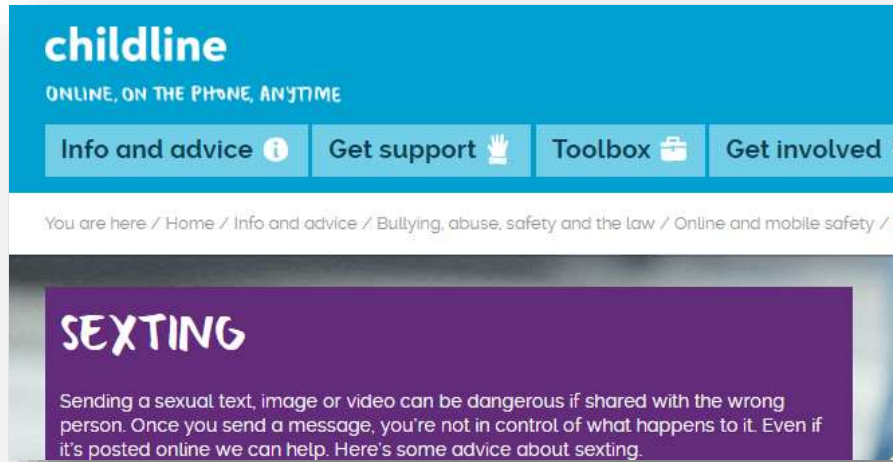 childline
ONLINE, ON THE PHONE, ANYTIME
Info and advice
Get support
Toolbox
Get involved
You are here / Home / Info and advice / Bullying, abuse, safety and the law / Online and mobile safety /
SEXTING
Sending a sexual text, image or video can be dangerous if shared with the wrong
person. Once you send a message, you're not in control of what happens to it. Even if
it's posted online we can help. Here's some advice about sexting.